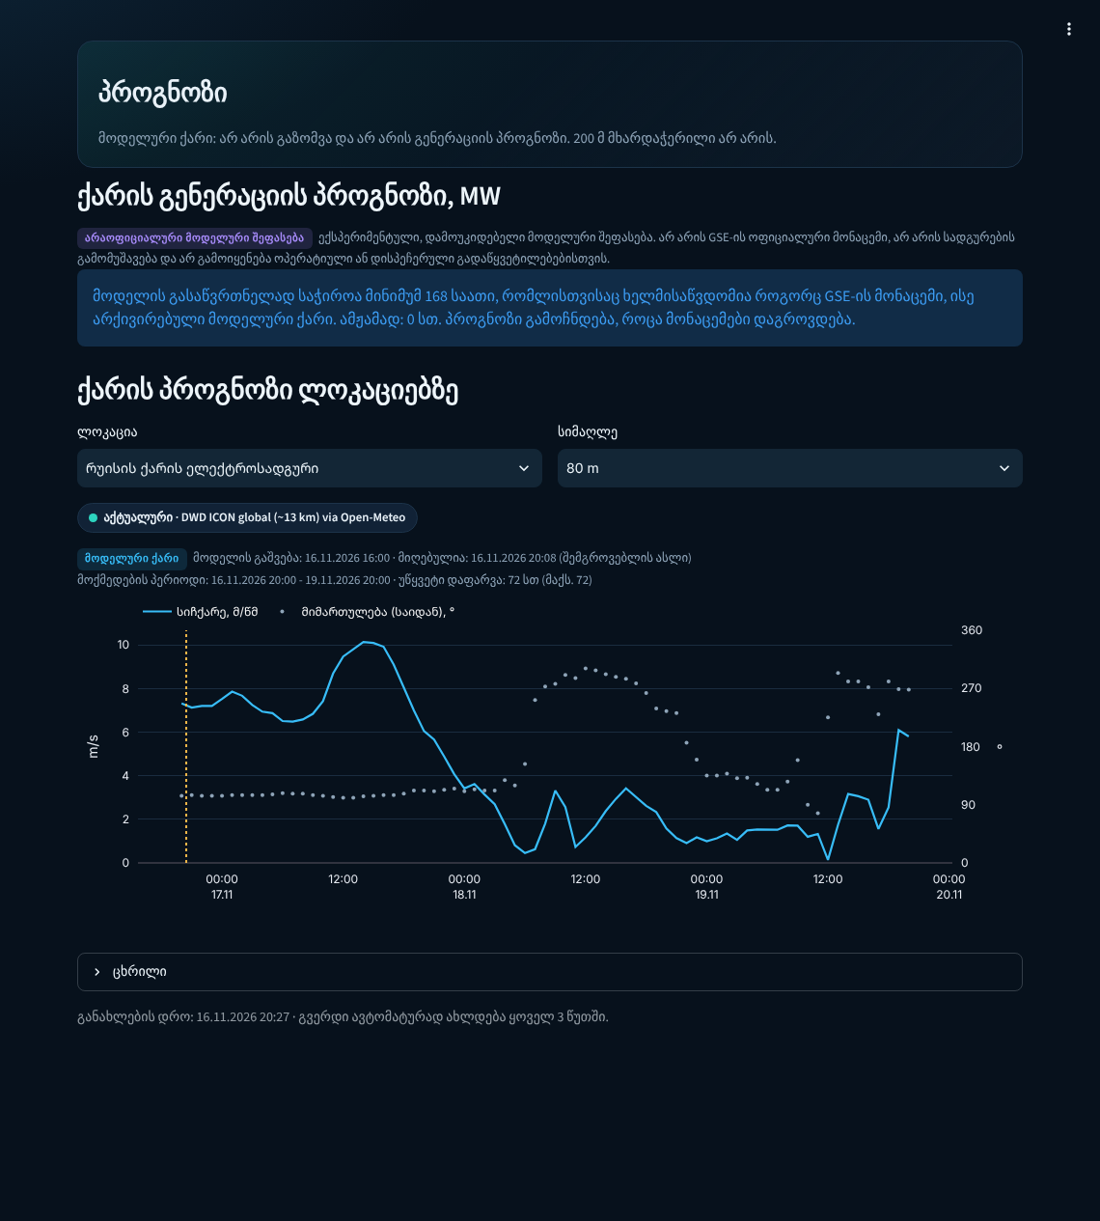 პროგნოზი
მოდელური ქარი: არ არის გაზომვა და არ არის გენერაციის პროგნოზი. 200 მ მხარდაჭერილი არ არის.
ქარის გენერაციის პროგნოზი, MW
არაოფიციალური მოდელური შეფასება ექსპერიმენტული, დამოუკიდებელი მოდელური შეფასება. არ არის GSE-ის ოფიციალური მონაცემი, არ არის სადგურების
გამომუშავება და არ გამოიყენება ოპერატიული ან დისპეჩერული გადაწყვეტილებებისთვის.
მოდელის გასაწვრთნელად საჭიროა მინიმუმ 168 საათი, რომლისთვისაც ხელმისაწვდომია როგორც GSE-ის მონაცემი, ისე
არქივირებული მოდელური ქარი. ამჟამად: 0 სთ. პროგნოზი გამოჩნდება, როცა მონაცემები დაგროვდება.
ქარის პროგნოზი ლოკაციებზე
ლოკაცია სიმაღლე
რუისის ქარის ელექტროსადგური 80 m
აქტუალური · DWD ICON global (~13 km) via Open-Meteo
მოდელური ქარი მოდელის გაშვება: 16.11.2026 16:00 · მიღებულია: 16.11.2026 20:08 (შემგროვებლის ასლი)
მოქმედების პერიოდი: 16.11.2026 20:00 - 19.11.2026 20:00 · უწყვეტი დაფარვა: 72 სთ (მაქს. 72)
სიჩქარე, მ/წმ მიმართულება (საიდან), °
360
10
8 270
6 180 °
m/s
4
2 90
0 0
00:00 12:00 00:00 12:00 00:00 12:00 00:00
17.11 18.11 19.11 20.11
ცხრილი
განახლების დრო: 16.11.2026 20:27 · გვერდი ავტომატურად ახლდება ყოველ 3 წუთში.